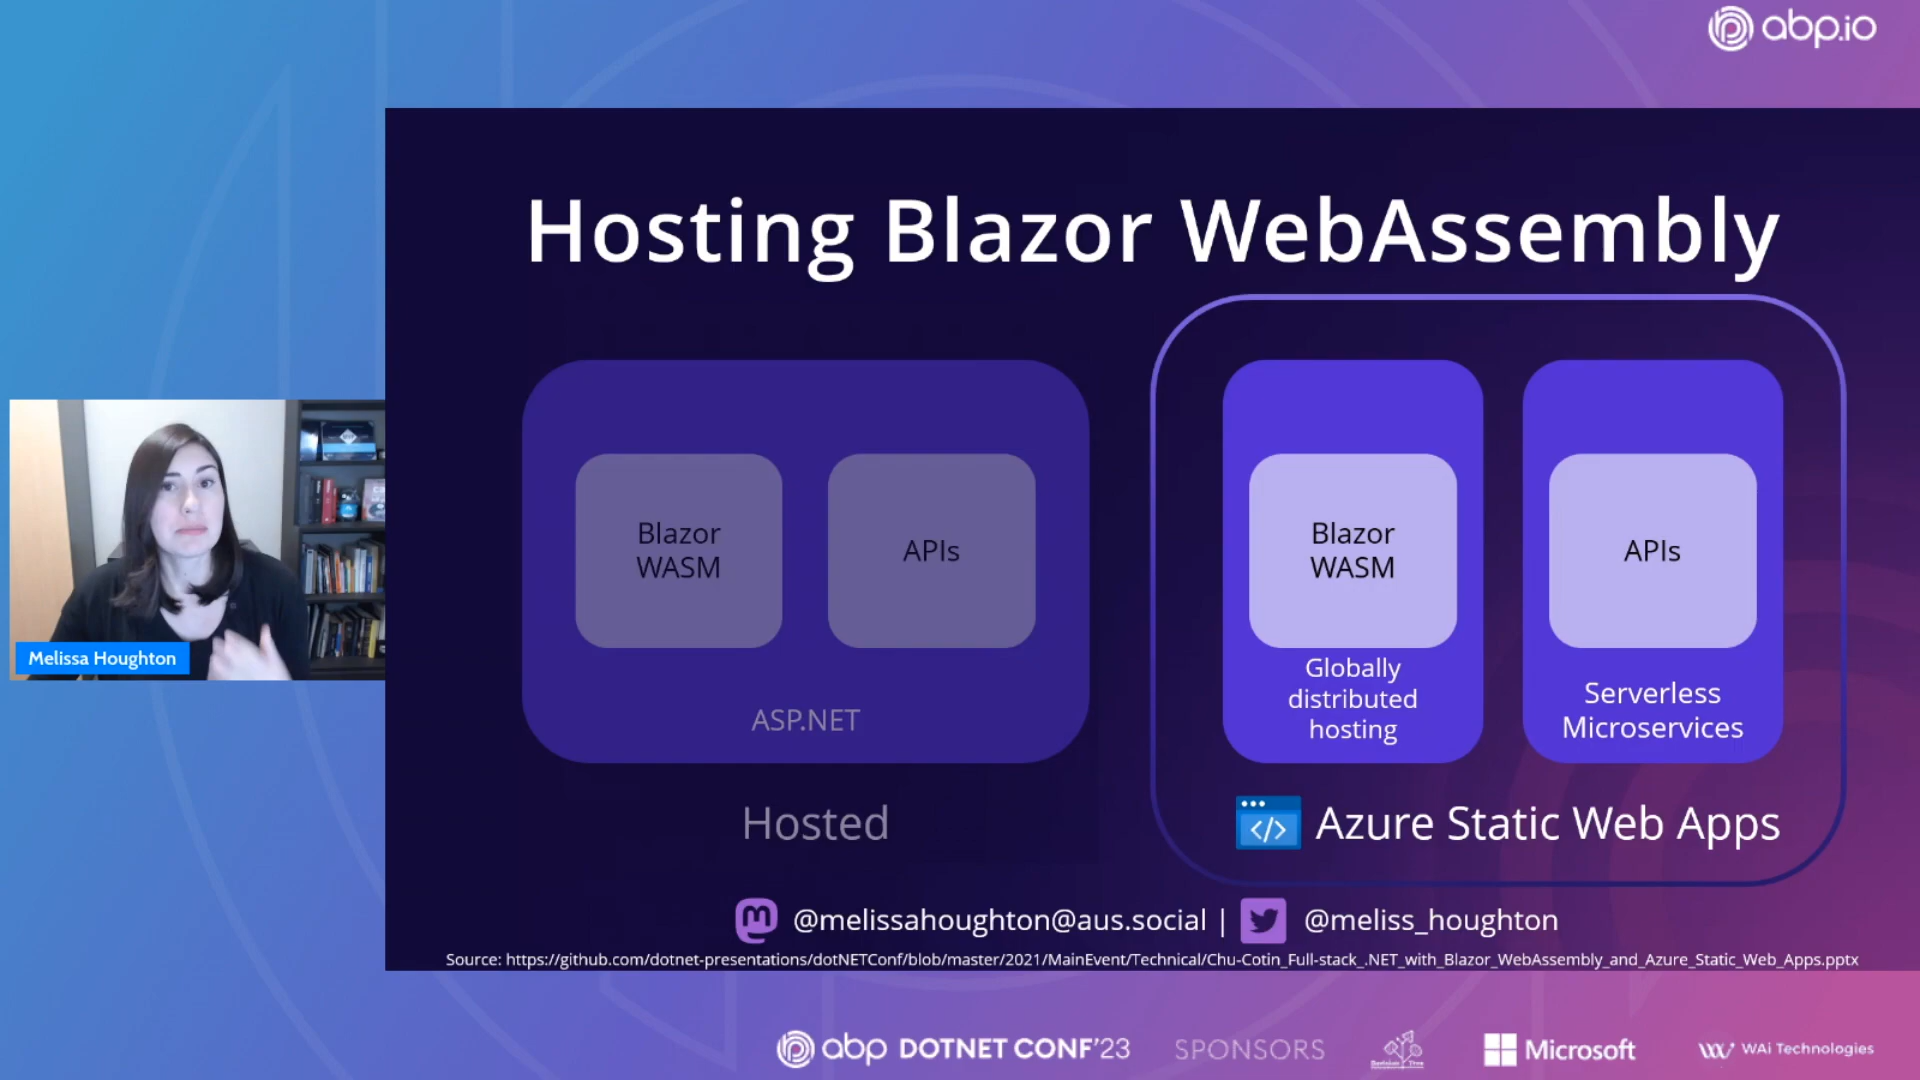 abp.io
Hosting Blazor WebAssembly
Blazor
WASM
APIs
ASP.NET
Hosted
Blazor
WASM
Globally
distributed
hosting
APIs
Serverless
Microservices
Azure Static Web Apps
Melissa Houghton
@melissahoughton@aus.social | @meliss_houghton
Source: https://github.com/dotnet-presentations/dotNETConf/blob/master/2021/MainEvent/Technical/Chu-Cotin_Full-stack_.NET_with_Blazor_WebAssembly_and_Azure_Static_Web_Apps.pptx
abp DOTNET CONF'23 SPONSORS Microsoft WAi Technologies